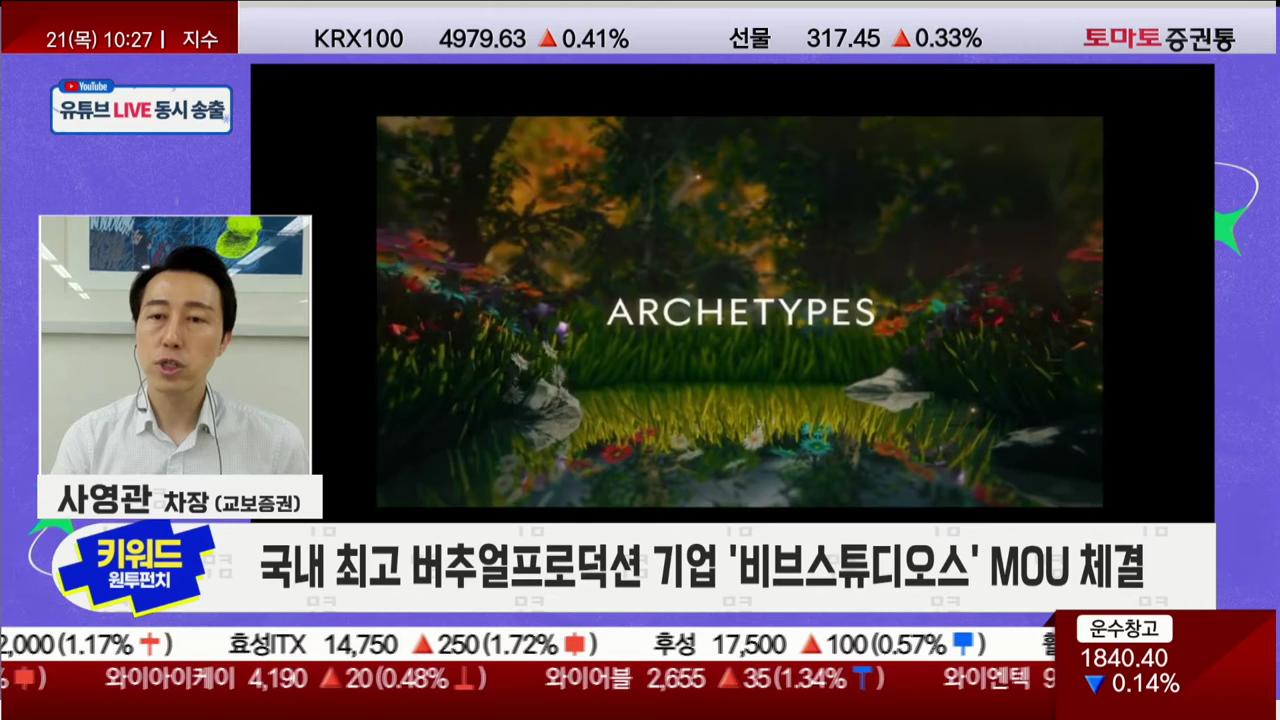 21(목) 10:27 | 지수
KRX100 4979.63 ▲0.41% 선물 317.45 ▲0.33%
토마토증권통
YouTube
유튜브 LIVE 동시 송출
ARCHETYPES
사영관 차장 (교보증권)
키워드
원투펀치
국내 최고 버추얼프로덕션 기업 '비브스튜디오스' MOU 체결
2,000(1.17% ) 효성ITX 14,750 ▲250(1.72% ) 후성 17,500 ▲100(0.57% )
와이아이케이 4,190 ▲20(0.48% ) 와이어블 2,655 ▲35(1.34% ) 와이엔텍 9
운수창고
1840.40
▼0.14%